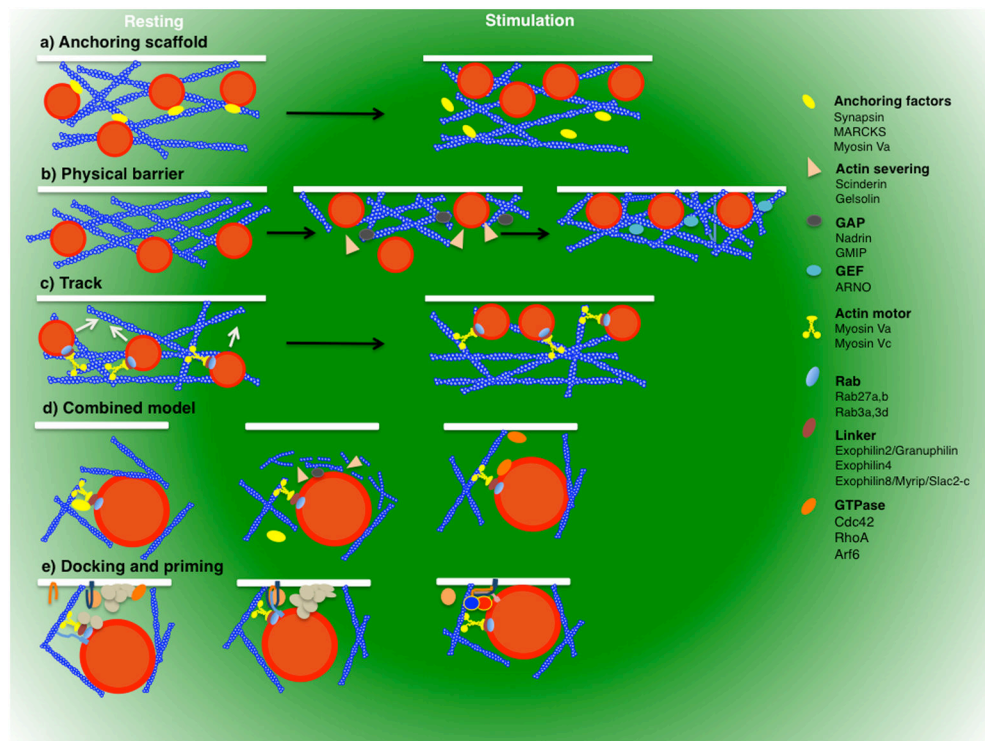 Resting
Stimulation
a) Anchoring scaffold
b) Physical barrier
c) Track
d) Combined model
e) Docking and priming
Anchoring factors
Synapsin
MARCKS
Myosin Va
Actin severing
Scinderin
Gelsolin
GAP
Nadrin
GMIP
GEF
ARNO
Actin motor
Myosin Va
Myosin Vc
Rab
Rab27a,b
Rab3a,3d
Linker
Exophilin2/Granuphilin
Exophilin4
Exophilin8/Myrip/Slac2-c
GTPase
Cdc42
RhoA
Arf6